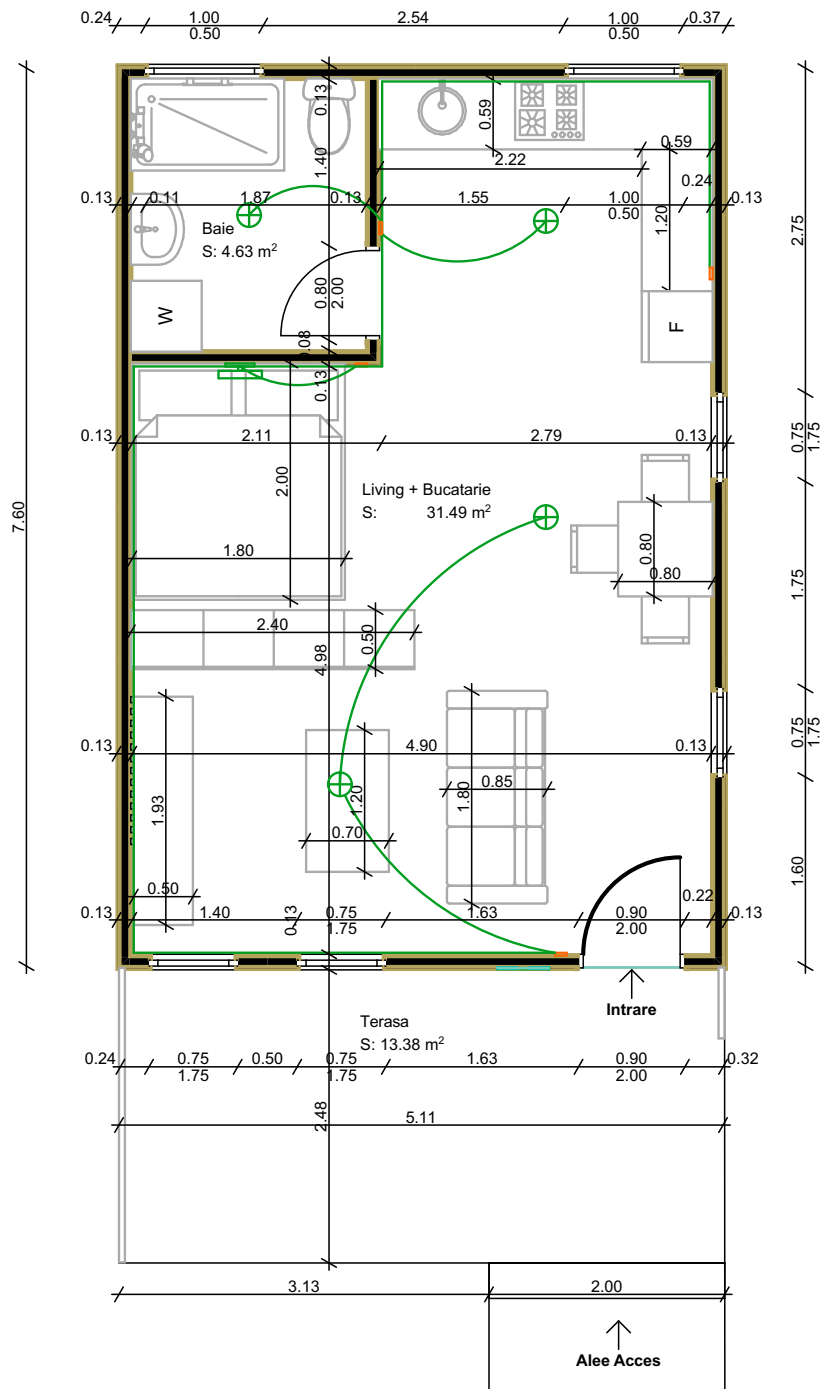 0.24 1.00 2.54 1.00 0.37
0.50 0.50
0.13
0.59
1.40
0.59
2.22
0.24
0.13 0.11 1.87 0.13 1.55 1.00 0.13
0.50
1.20
2.75
Baie
S: 4.63 m²
0.80
2.00
W
F
0.08
0.13
0.13 2.11 2.79 0.13
0.75
1.75
2.00
Living + Bucatarie
S: 31.49 m²
7.60
1.80
0.80
0.80
1.75
2.40
0.50
4.98
0.13 4.90 0.13
0.75
1.75
1.93
1.20
1.80
0.85
0.70
0.50
0.22
1.60
0.13 1.40 0.13 0.75 1.63 0.90 0.13
1.75 2.00
Intrare
Terasa
S: 13.38 m²
0.24 0.75 0.50 0.75 1.63 0.90 0.32
1.75 1.75 2.00
2.48
5.11
3.13 2.00
Alee Acces